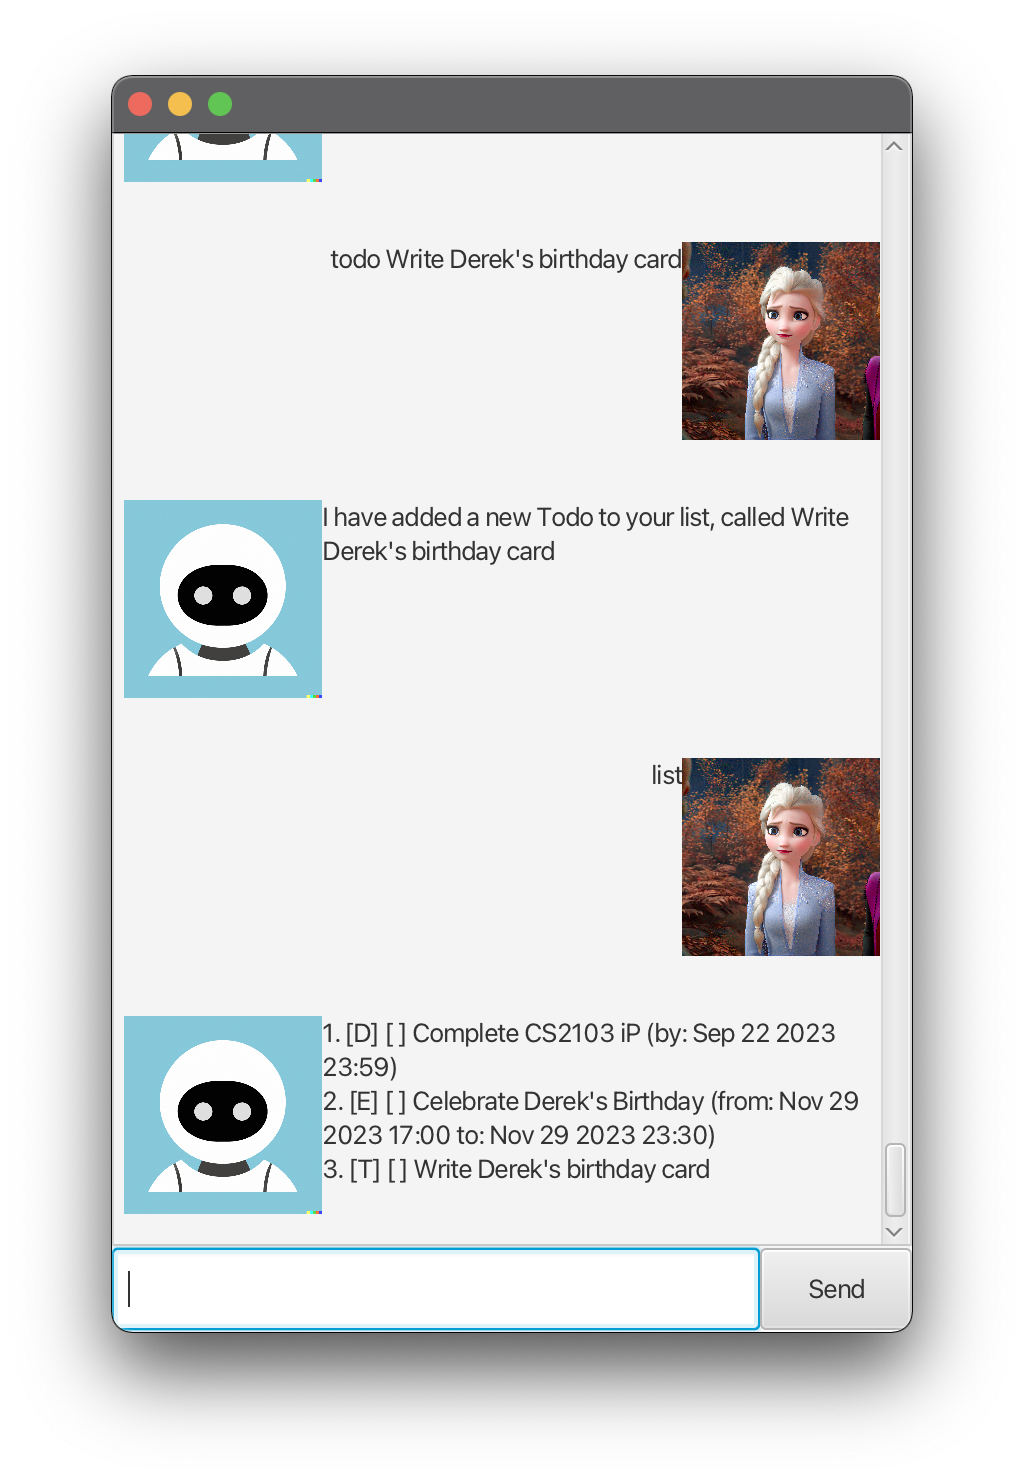 todo Write Derek's birthday card
I have added a new Todo to your list, called Write
Derek's birthday card
list
1. [D] [ ] Complete CS2103 iP (by: Sep 22 2023
23:59)
2. [E] [ ] Celebrate Derek's Birthday (from: Nov 29
2023 17:00 to: Nov 29 2023 23:30)
3. [T] [ ] Write Derek's birthday card
Send